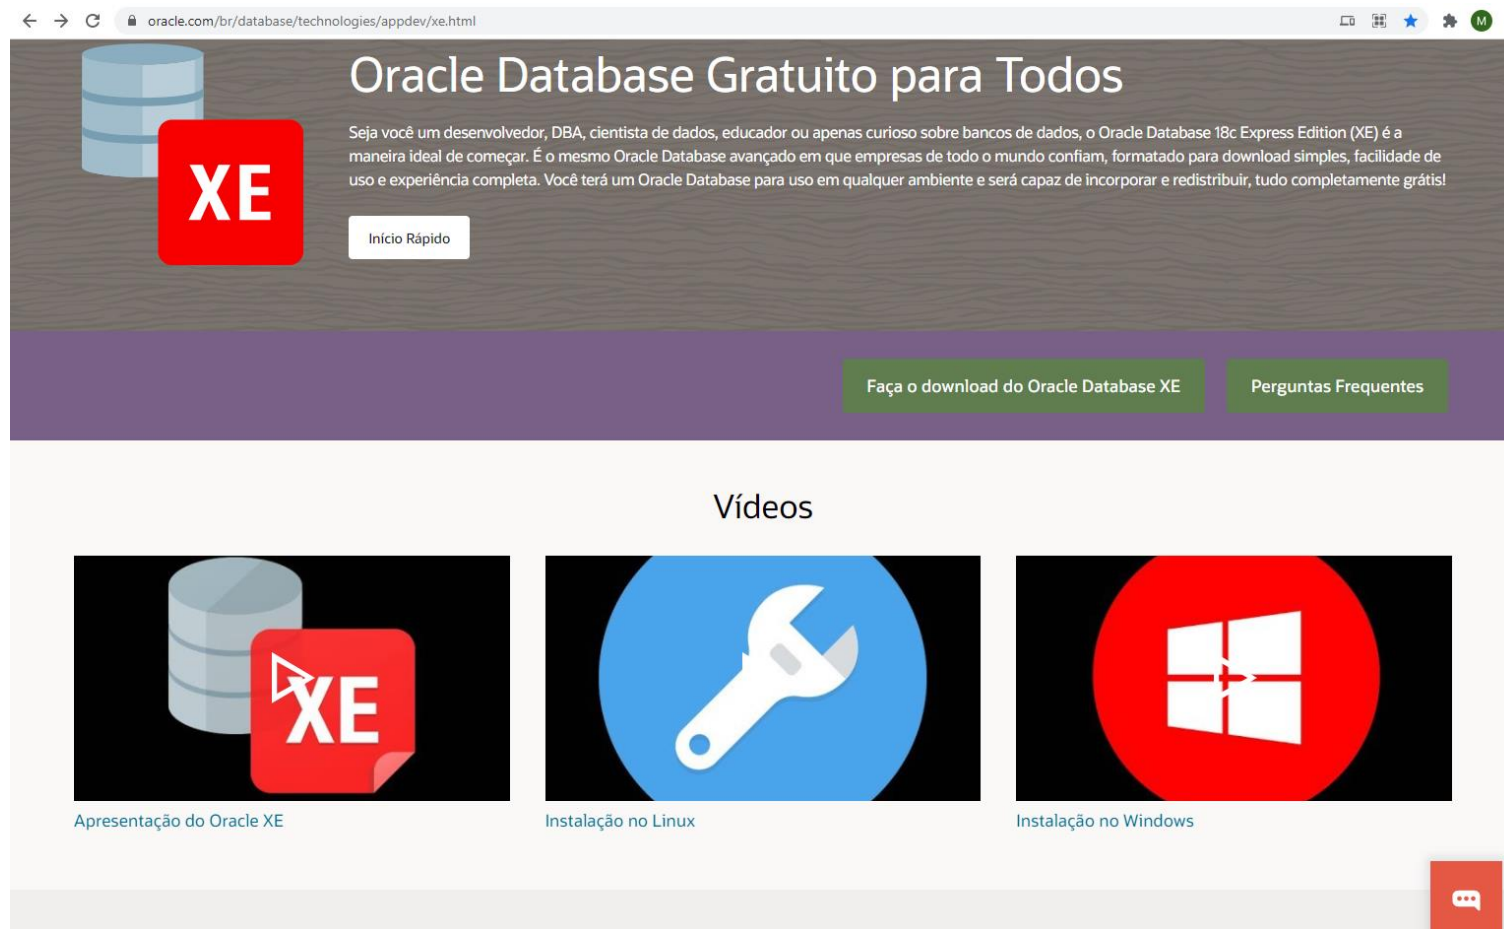 oracle.com/br/database/technologies/appdev/xe.html
M
Oracle Database Gratuito para Todos
Seja você um desenvolvedor, DBA, cientista de dados, educador ou apenas curioso sobre bancos de dados, o Oracle Database 18c Express Edition (XE) é a
maneira ideal de começar. É o mesmo Oracle Database avançado em que empresas de todo o mundo confiam, formatado para download simples, facilidade de
uso e experiência completa. Você terá um Oracle Database para uso em qualquer ambiente e será capaz de incorporar e redistribuir, tudo completamente grátis!
XE
Início Rápido
Faça o download do Oracle Database XE
Perguntas Frequentes
Vídeos
XE
Apresentação do Oracle XE
Instalação no Linux
Instalação no Windows